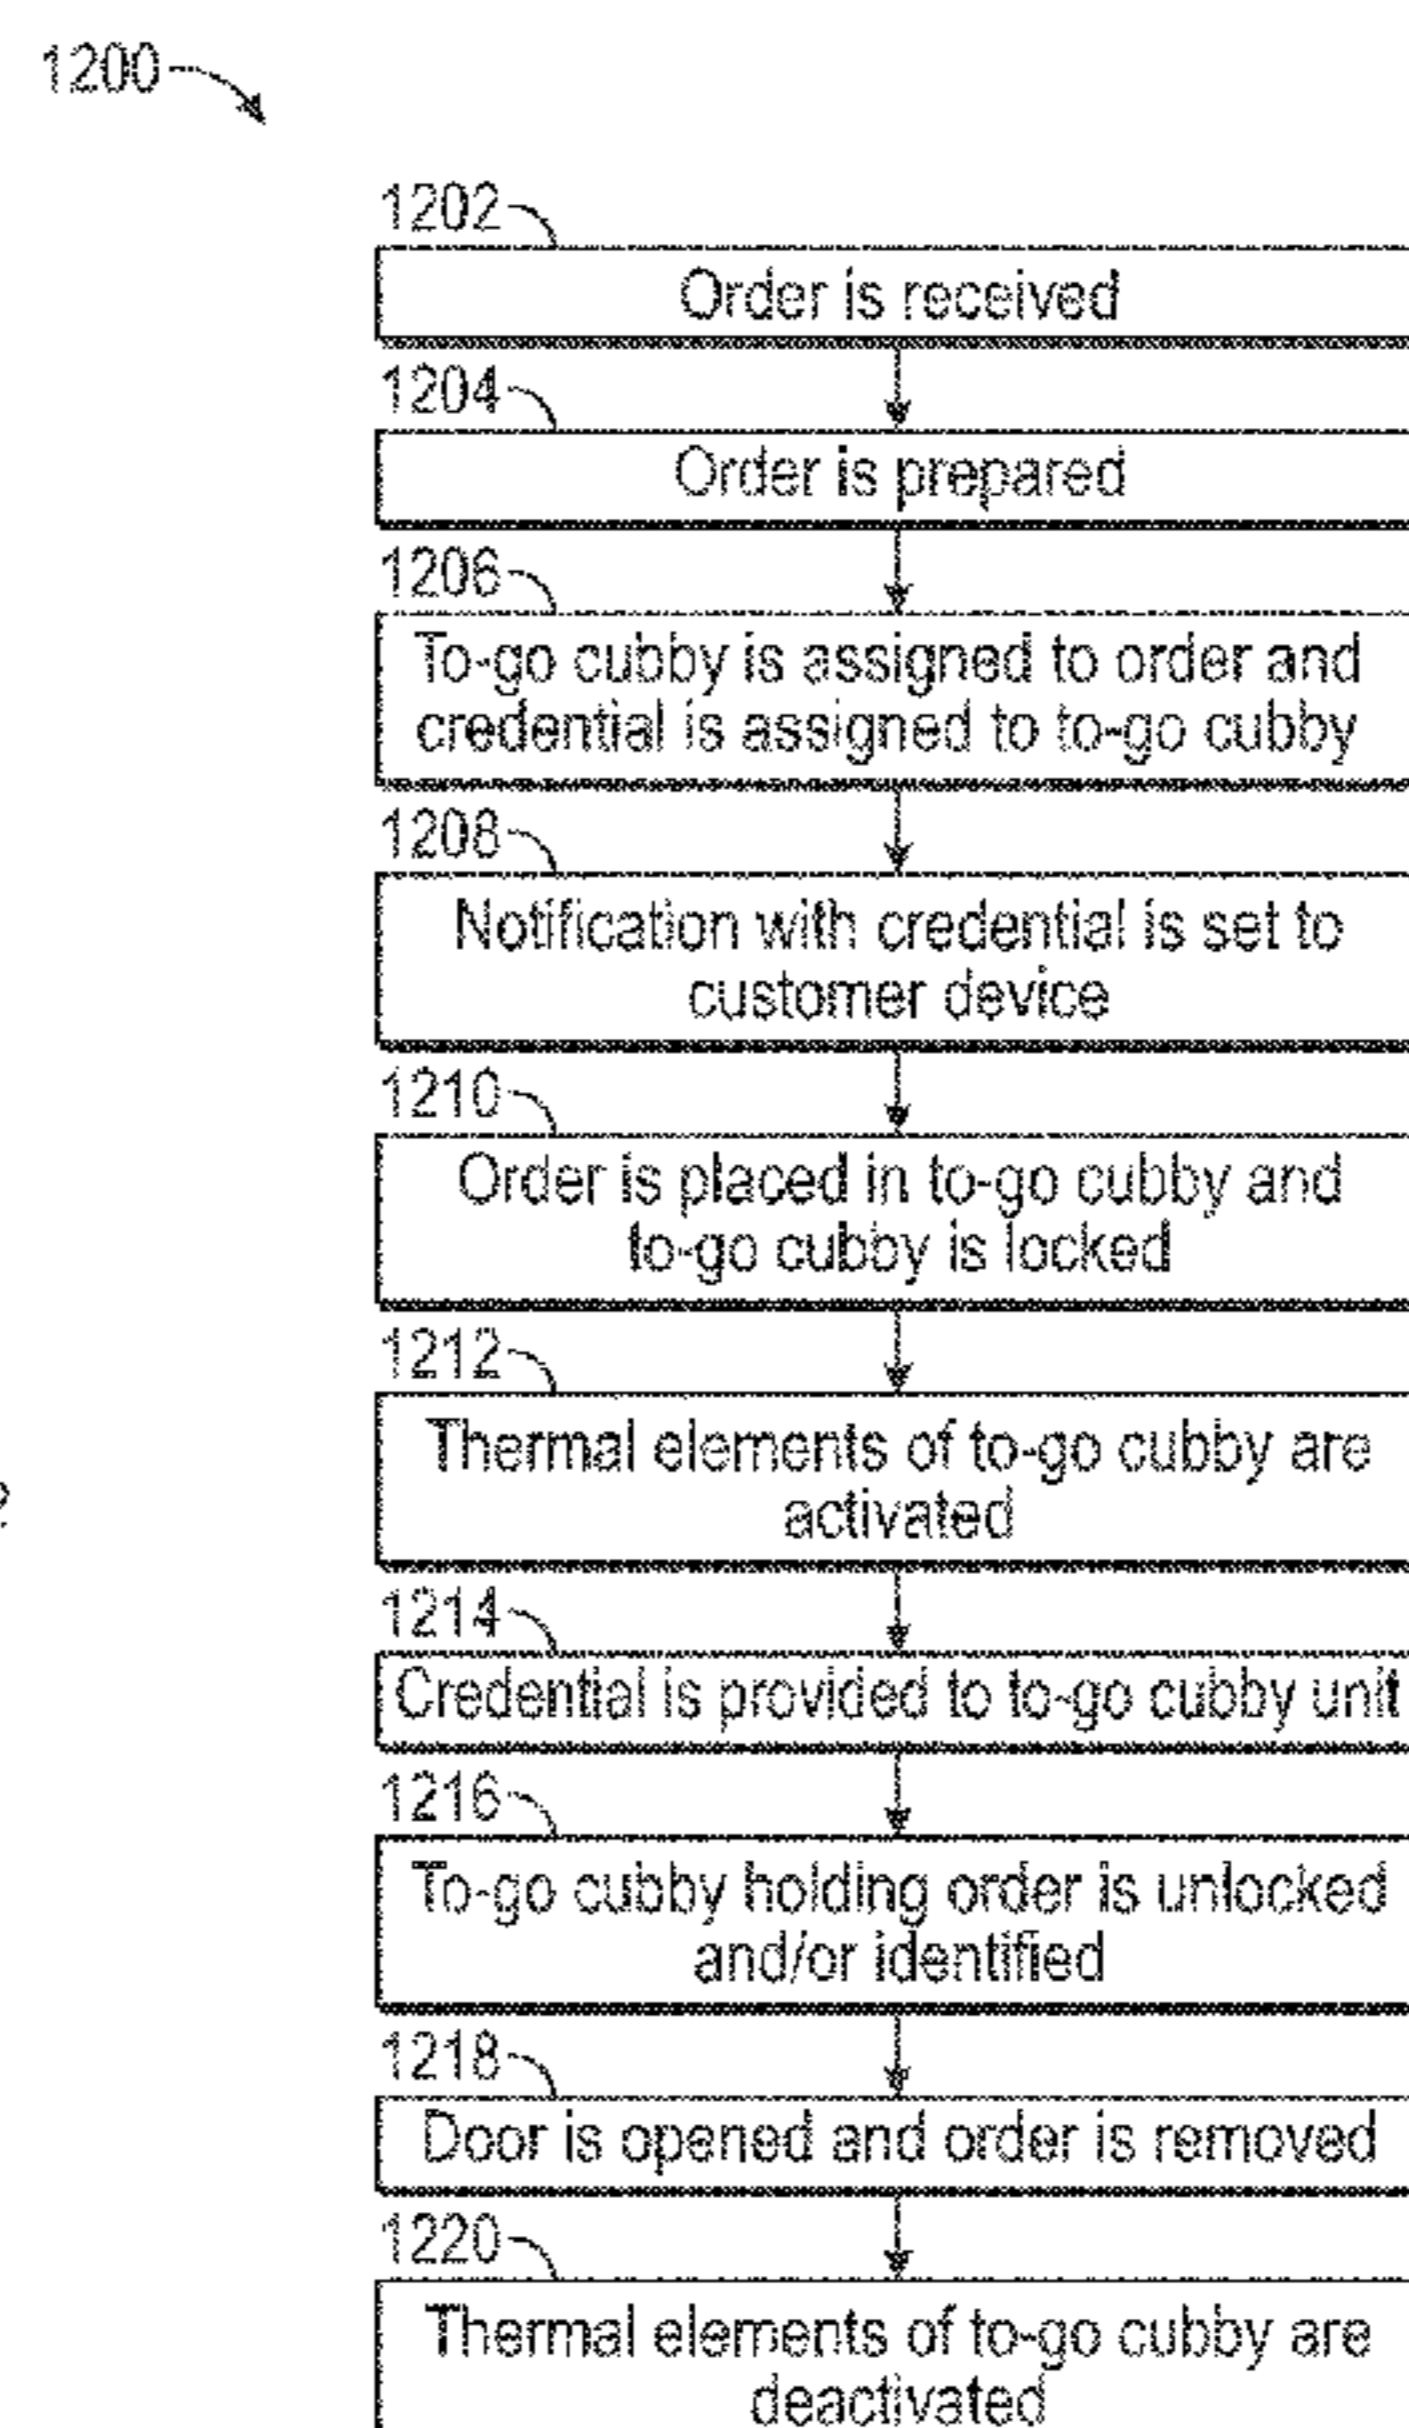 1200
1202
Order is received
1204
Order is prepared
1206
To-go cubby is assigned to order and
credential is assigned to to-go cubby
1208
Notification with credential is set to
customer device
1210
Order is placed in to-go cubby and
to-go cubby is locked
1212
Thermal elements of to-go cubby are
activated
1214
Credential is provided to to-go cubby unit
1216
To-go cubby holding order is unlocked
and/or identified
1218
Door is opened and order is removed
1220
Thermal elements of to-go cubby are
deactivated